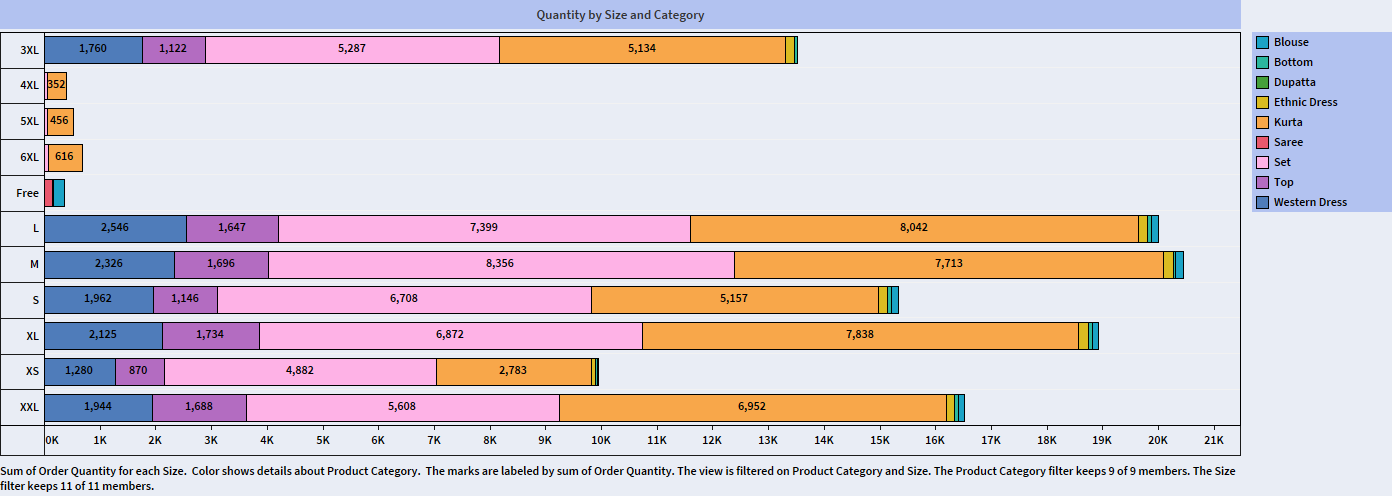 Quantity by Size and Category
3XL 1,760 1,122 5,287 5,134
4XL 352
5XL 456
6XL 616
Free
L 2,546 1,647 7,399 8,042
M 2,326 1,696 8,356 7,713
S 1,962 1,146 6,708 5,157
XL 2,125 1,734 6,872 7,838
XS 1,280 870 4,882 2,783
XXL 1,944 1,688 5,608 6,952
0K 1K 2K 3K 4K 5K 6K 7K 8K 9K 10K 11K 12K 13K 14K 15K 16K 17K 18K 19K 20K 21K
Blouse
Bottom
Dupatta
Ethnic Dress
Kurta
Saree
Set
Top
Western Dress
Sum of Order Quantity for each Size.  Color shows details about Product Category.  The marks are labeled by sum of Order Quantity. The view is filtered on Product Category and Size. The Product Category filter keeps 9 of 9 members. The Size
filter keeps 11 of 11 members.